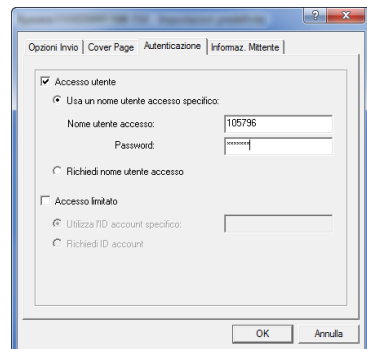 Opzioni Invio Cover Page Autenticazione Informaz. Mittente
Accesso utente
Usa un nome utente accesso specifico:
Nome utente accesso: 105796
Password: ********
Richiedi nome utente accesso
Accesso limitato
Utilizza l'ID account specifico:
Richiedi ID account
OK Annulla